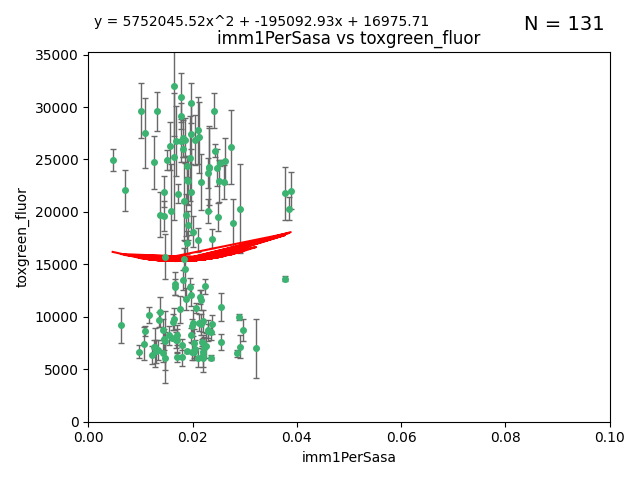 y = 5752045.52x^2 + -195092.93x + 16975.71
N = 131
imm1PerSasa vs toxgreen_fluor
toxgreen_fluor
35000
30000
25000
20000
15000
10000
5000
0
0.00 0.02 0.04 0.06 0.08 0.10
imm1PerSasa